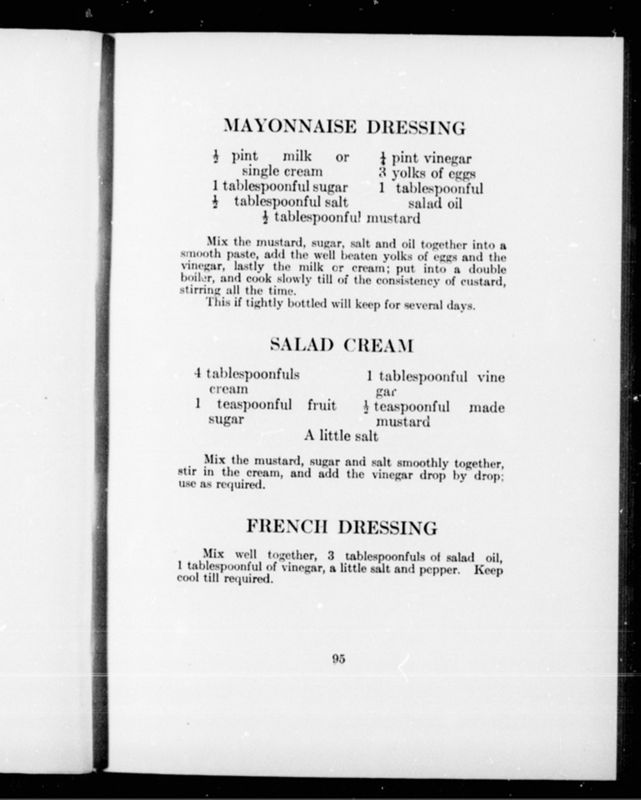 MAYONNAISE DRESSING
½ pint milk or single cream
1 tablespoonful sugar
½ tablespoonful salt
¼ pint vinegar
3 yolks of eggs
1 tablespoonful salad oil
½ tablespoonful mustard
Mix the mustard, sugar, salt and oil together into a
smooth paste, add the well beaten yolks of eggs and the
vinegar, lastly the milk or cream; put into a double
boiler, and cook slowly till of the consistency of custard,
stirring all the time.
This if tightly bottled will keep for several days.
SALAD CREAM
4 tablespoonfuls
cream
1 teaspoonful fruit
sugar
1 tablespoonful vine
gar
½ teaspoonful made
mustard
A little salt
Mix the mustard, sugar and salt smoothly together,
stir in the cream, and add the vinegar drop by drop;
use as required.
FRENCH DRESSING
Mix well together, 3 tablespoonfuls of salad oil,
1 tablespoonful of vinegar, a little salt and pepper. Keep
cool till required.
95